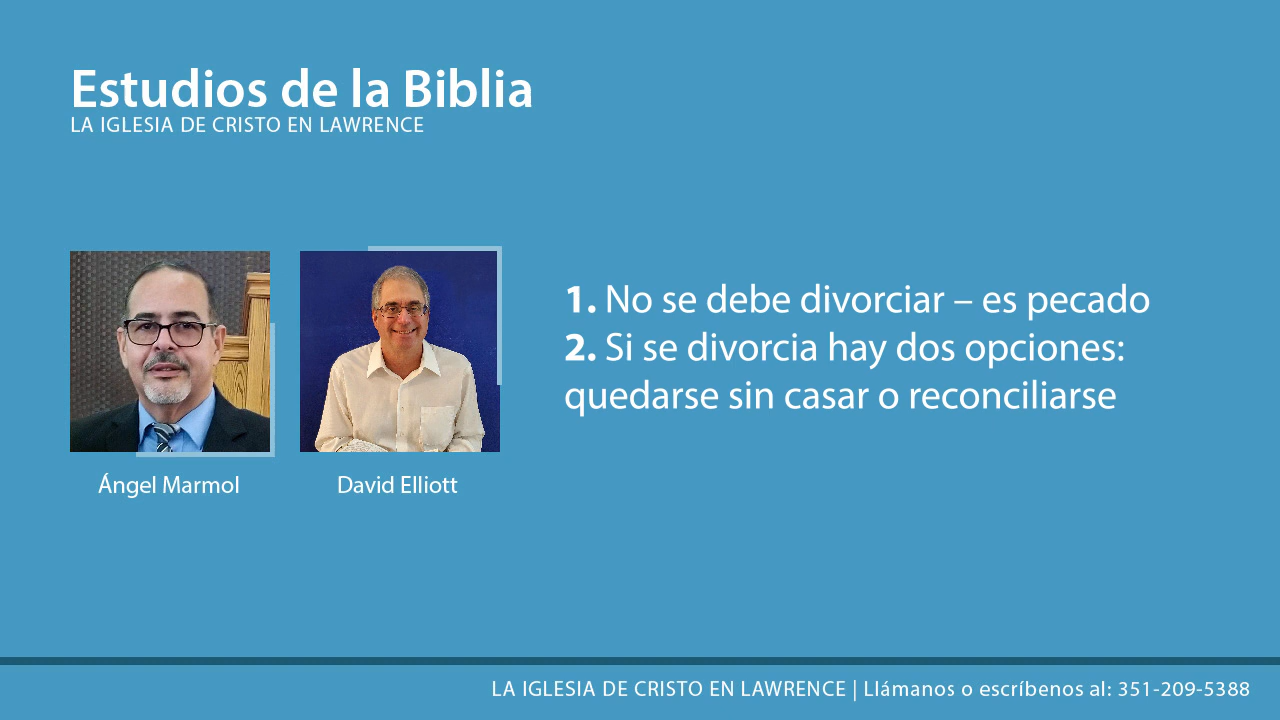 Estudios de la Biblia
LA IGLESIA DE CRISTO EN LAWRENCE
1. No se debe divorciar – es pecado
2. Si se divorcia hay dos opciones:
quedarse sin casar o reconciliarse
Ángel Marmol
David Elliott
LA IGLESIA DE CRISTO EN LAWRENCE | Llámanos o escríbenos al: 351-209-5388